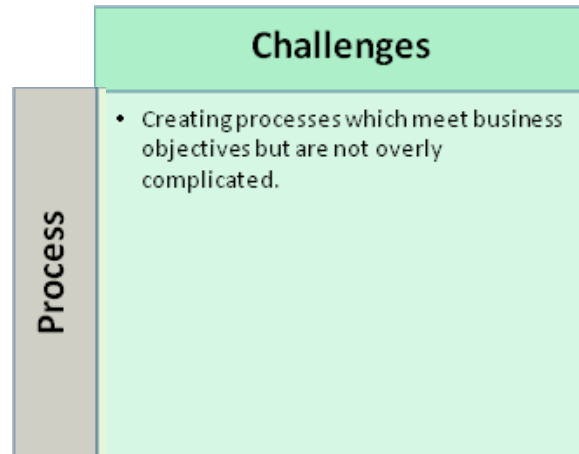 Challenges
Process
• Creating processes which meet business
objectives but are not overly
complicated.